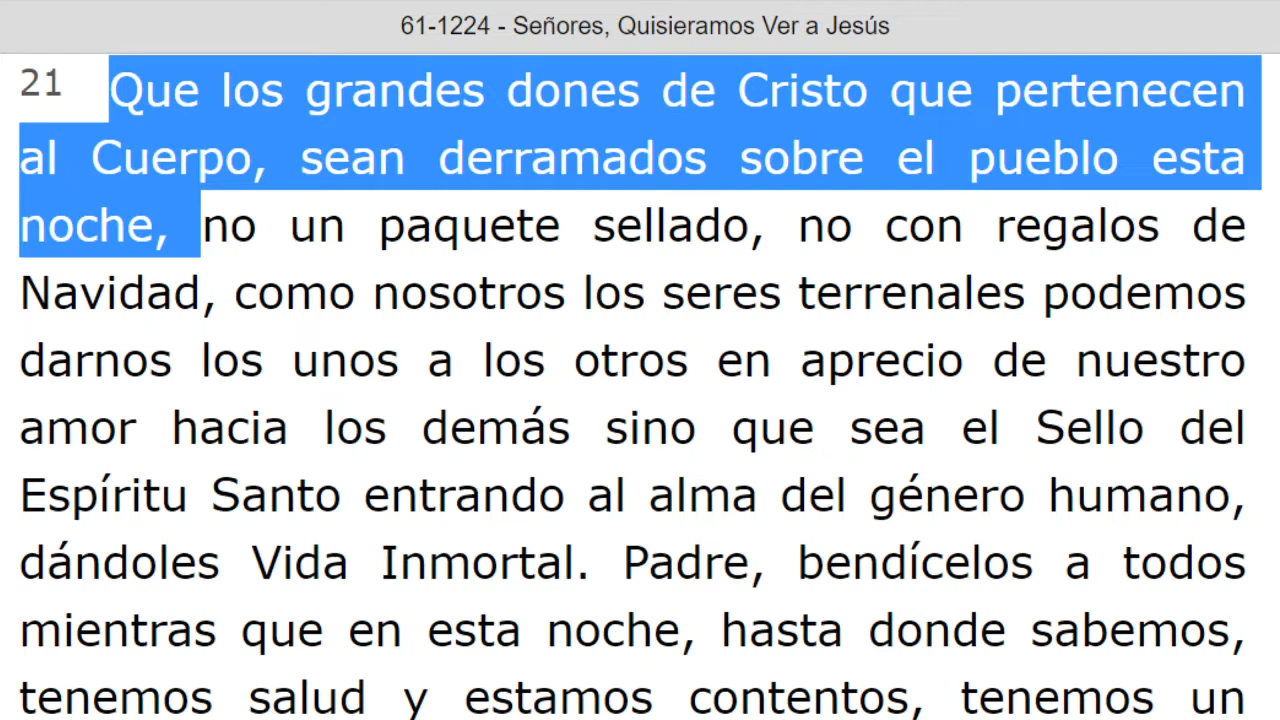 61-1224 - Señores, Quisieramos Ver a Jesús
21 Que los grandes dones de Cristo que pertenecen
al Cuerpo, sean derramados sobre el pueblo esta
noche, no un paquete sellado, no con regalos de
Navidad, como nosotros los seres terrenales podemos
darnos los unos a los otros en aprecio de nuestro
amor hacia los demás sino que sea el Sello del
Espíritu Santo entrando al alma del género humano,
dándoles Vida Inmortal. Padre, bendícelos a todos
mientras que en esta noche, hasta donde sabemos,
tenemos salud y estamos contentos, tenemos un